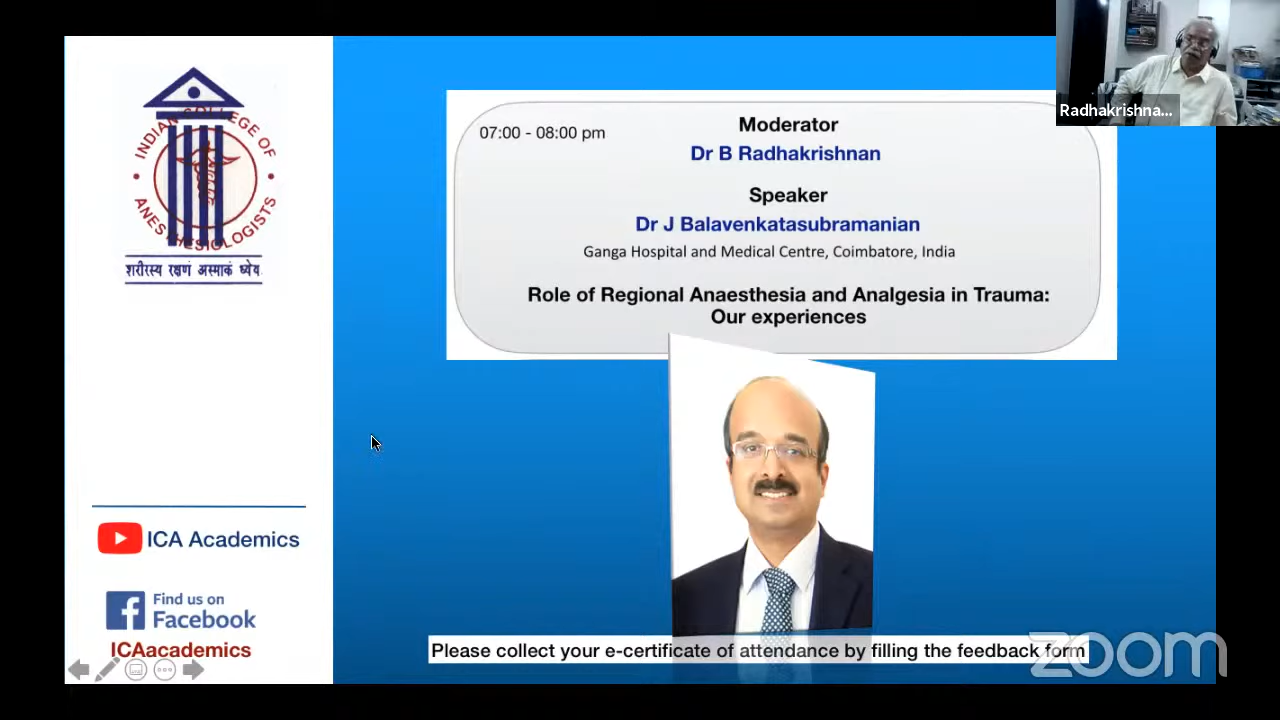 INDIAN COLLEGE OF
ANESTHESIOLOGISTS
शरीरस्य रक्षणं अस्माकं ध्येय
ICA Academics
Find us on
Facebook
ICAacademics
07:00 - 08:00 pm
Moderator
Dr B Radhakrishnan
Speaker
Dr J Balavenkatasubramanian
Ganga Hospital and Medical Centre, Coimbatore, India
Role of Regional Anaesthesia and Analgesia in Trauma:
Our experiences
Please collect your e-certificate of attendance by filling the feedback form
Radhakrishna...
zoom